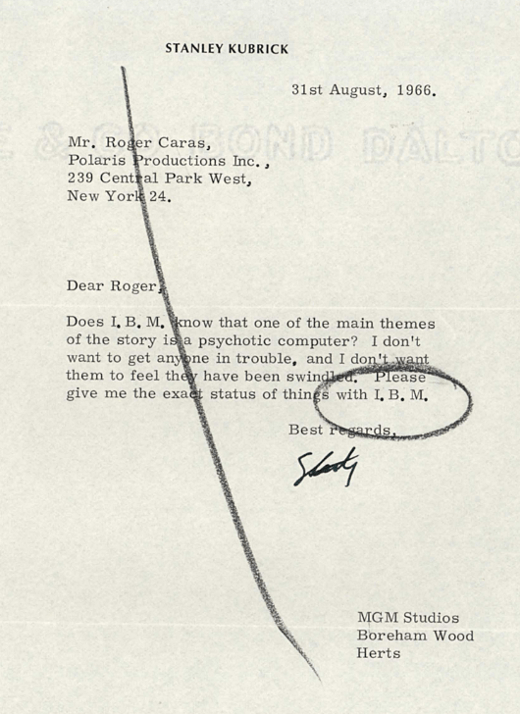 STANLEY KUBRICK
31st August, 1966.
Mr. Roger Caras,
Polaris Productions Inc.,
239 Central Park West,
New York 24.
Dear Roger,
Does I.B.M. know that one of the main themes
of the story is a psychotic computer? I don't
want to get anyone in trouble, and I don't want
them to feel they have been swindled. Please
give me the exact status of things with I.B.M.
Best regards,
MGM Studios
Boreham Wood
Herts